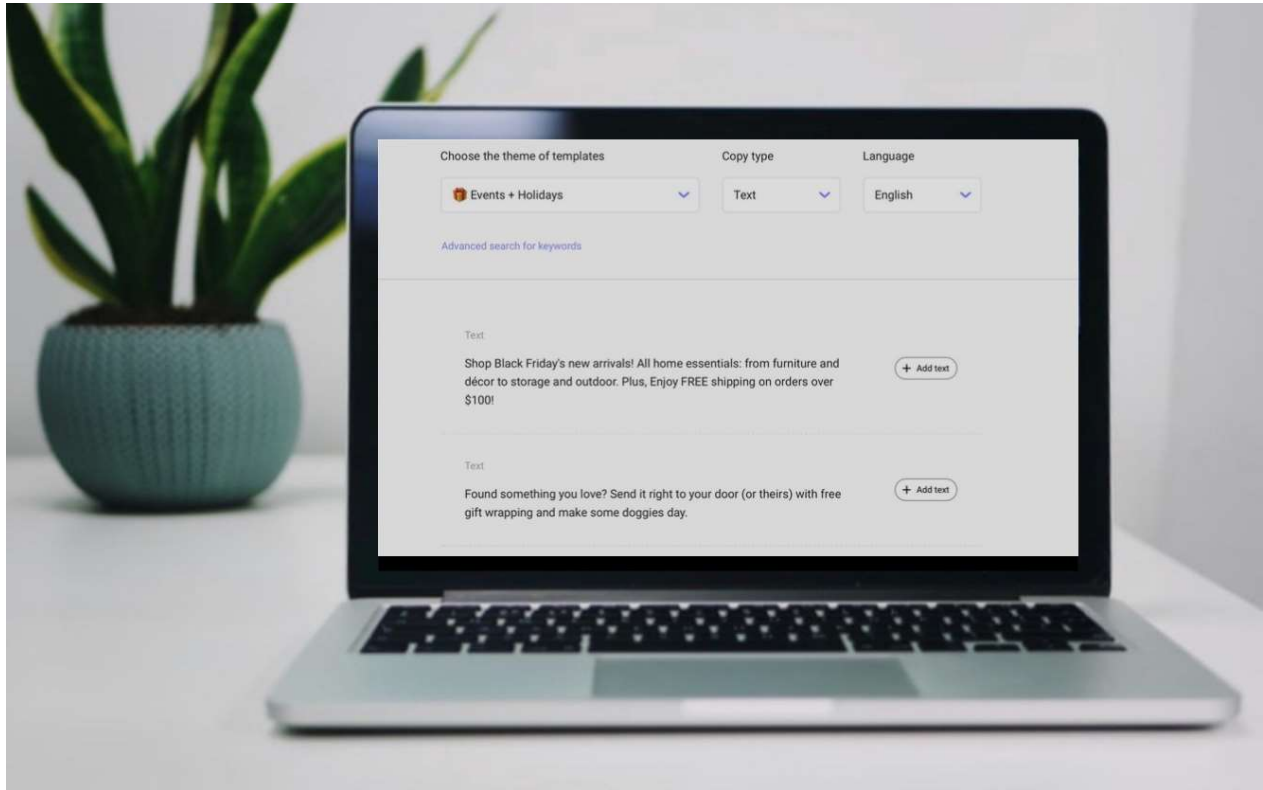 Choose the theme of templates
Copy type
Language
Events + Holidays
Text
English
Advanced search for keywords
Text
Shop Black Friday's new arrivals! All home essentials: from furniture and
décor to storage and outdoor. Plus, Enjoy FREE shipping on orders over
$100!
+ Add text
Text
Found something you love? Send it right to your door (or theirs) with free
gift wrapping and make some doggies day.
+ Add text